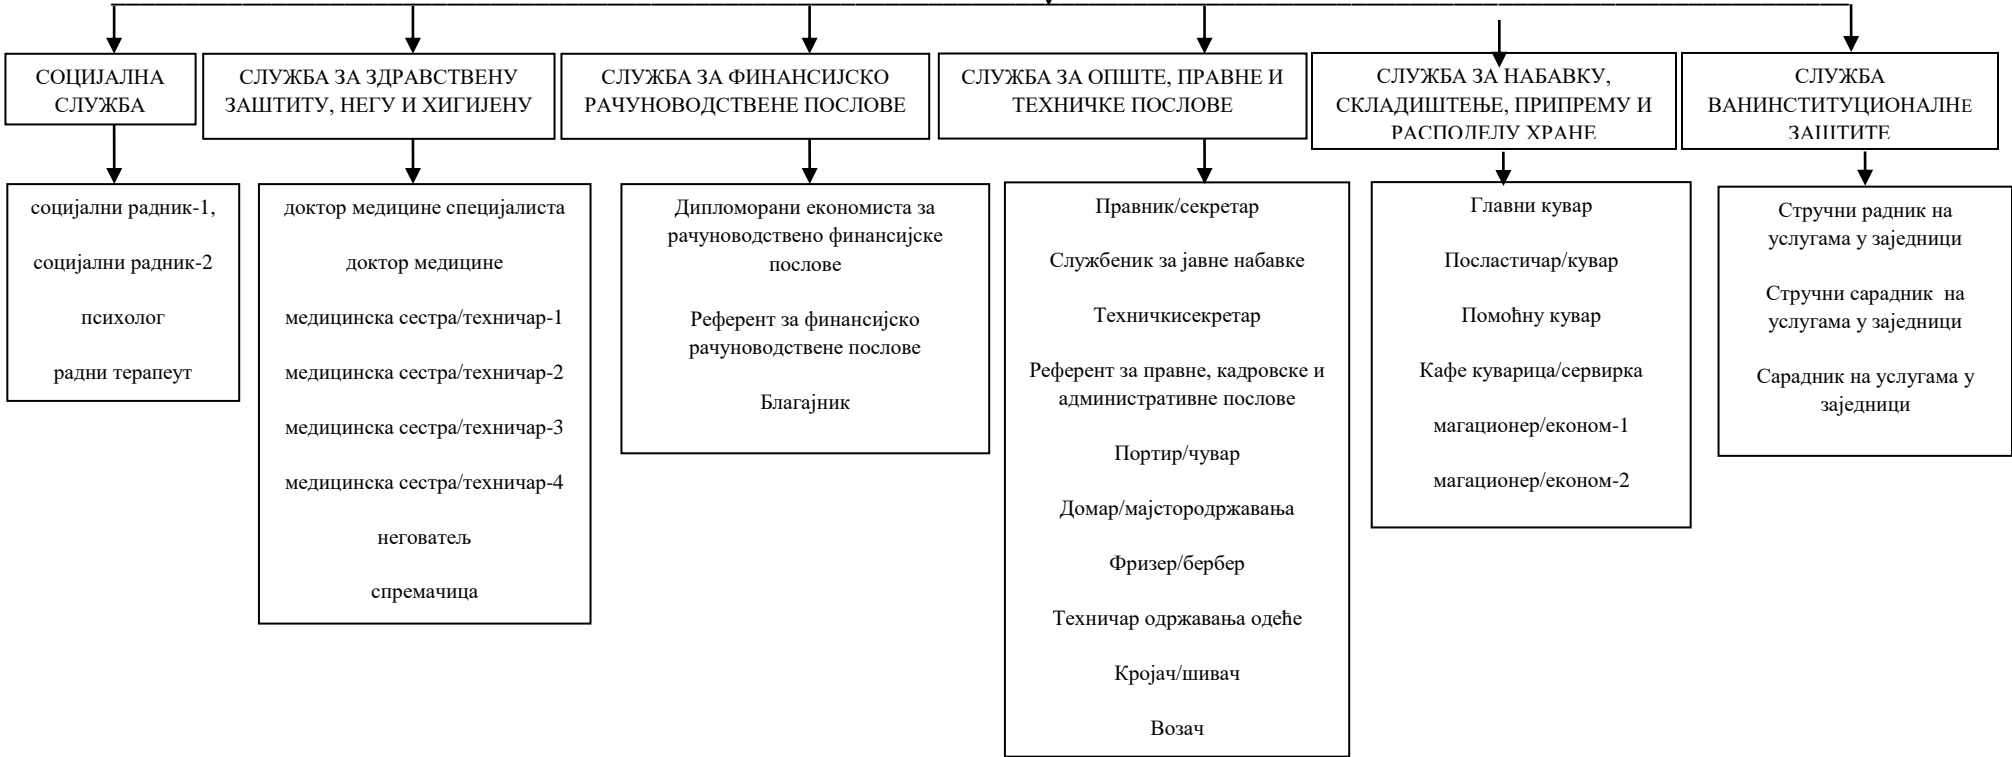 СОЦИЈАЛНА
СЛУЖБА
СЛУЖБА ЗА ЗДРАВСТВЕНУ
ЗАШТИТУ, НЕГУ И ХИГИЈЕНУ
СЛУЖБА ЗА ФИНАНСИЈСКО
РАЧУНОВОДСТВЕНЕ ПОСЛОВЕ
СЛУЖБА ЗА ОПШТЕ, ПРАВНЕ И
ТЕХНИЧКЕ ПОСЛОВЕ
СЛУЖБА ЗА НАБАВКУ,
СКЛАДИШТЕЊЕ, ПРИПРЕМУ И
РАСПОДЕЛУ ХРАНЕ
СЛУЖБА
ВАНИНСТИТУЦИОНАЛНе
ЗАШТИТЕ
социјални радник-1,
социјални радник-2
психолог
радни терапеут
доктор медицине специјалиста
доктор медицине
медицинска сестра/техничар-1
медицинска сестра/техничар-2
медицинска сестра/техничар-3
медицинска сестра/техничар-4
неговатељ
спремачица
Дипломорани економиста за
рачуноводствено финансијске
послове
Референт за финансијско
рачуноводствене послове
Благајник
Правник/секретар
Службеник за јавне набавке
Техничкисекретар
Референт за правне, кадровске и
административне послове
Портир/чувар
Домар/мајстородржавања
Фризер/бербер
Техничар одржавања одеће
Кројач/шивач
Возач
Главни кувар
Посластичар/кувар
Помоћну кувар
Кафе куварица/сервирка
магационер/економ-1
магационер/економ-2
Стручни радник на
услугама у заједници
Стручни сарадник  на
услугама у заједници
Сарадник на услугама у
заједници